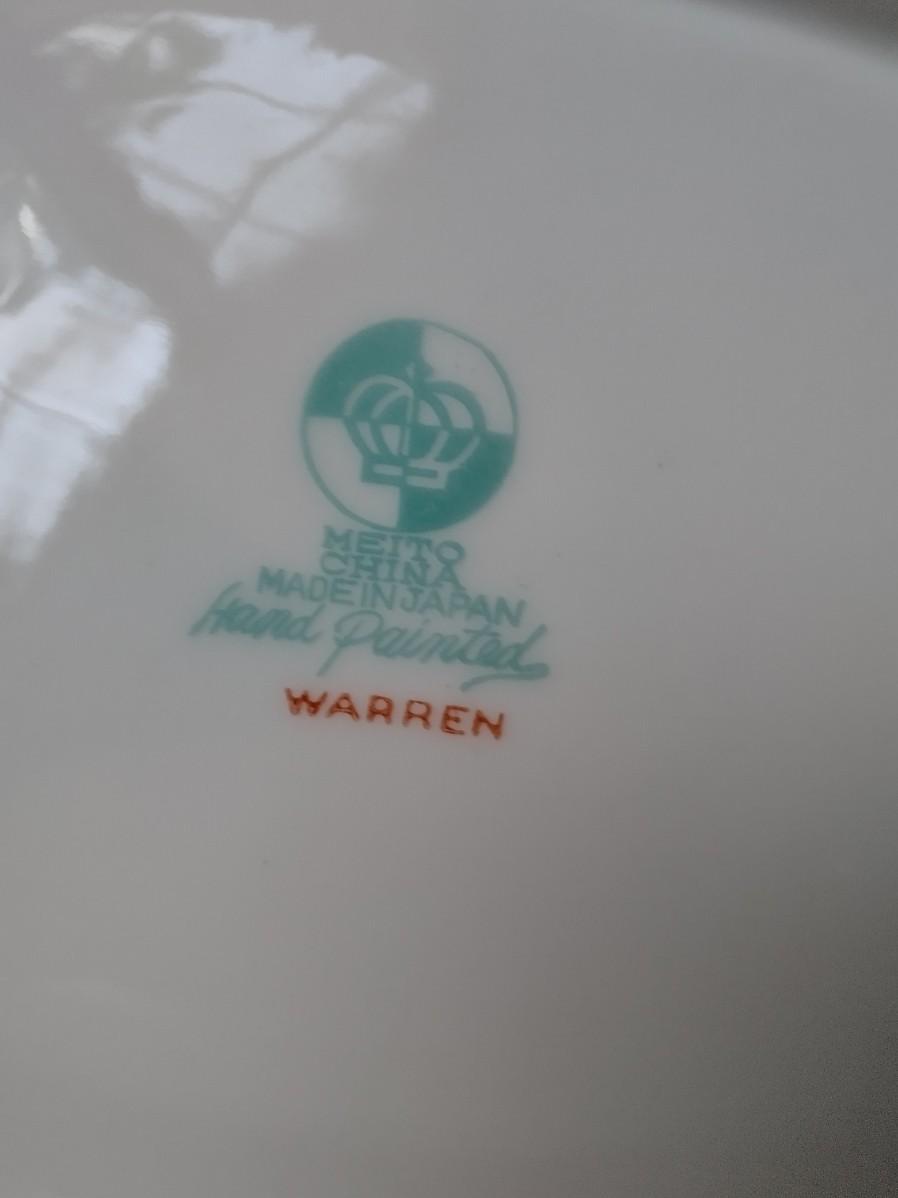 MEITO
CHINA
MADE IN JAPAN
Hand Painted
WARREN